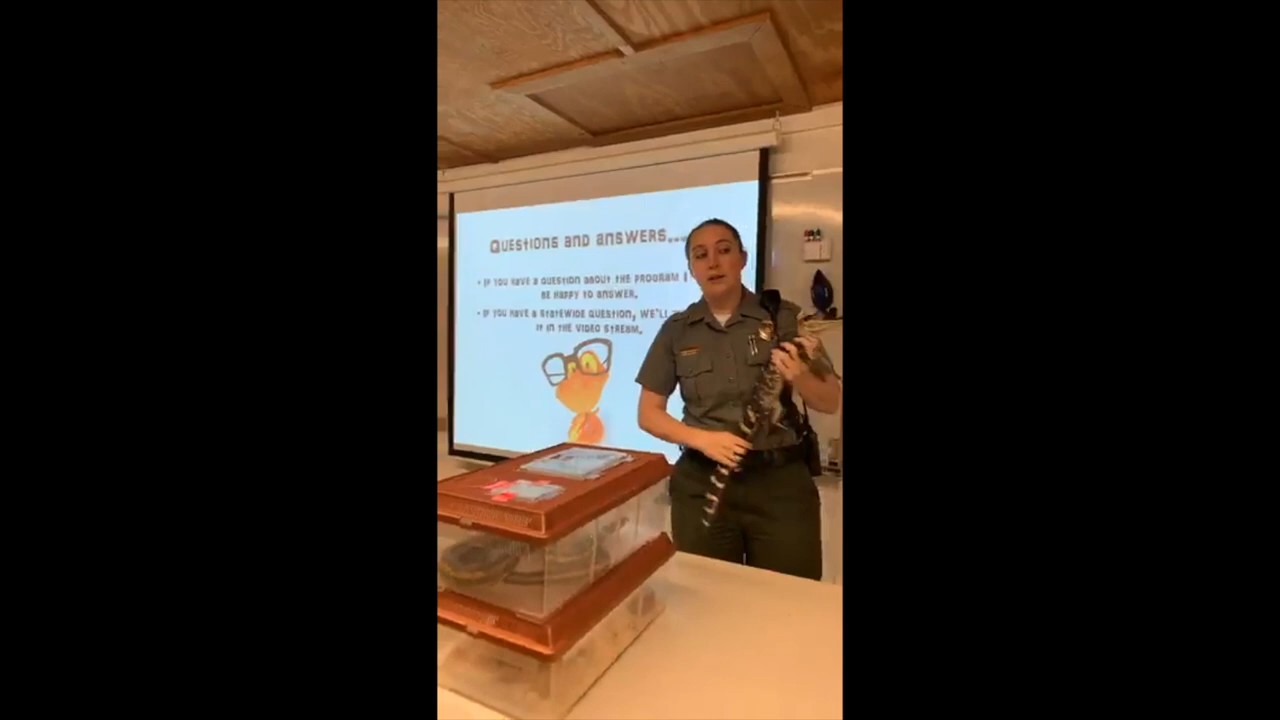 Questions and answers...
• If you have a question about the program I
be happy to answer.
• If you have a statewide question, we'll
it in the video stream.